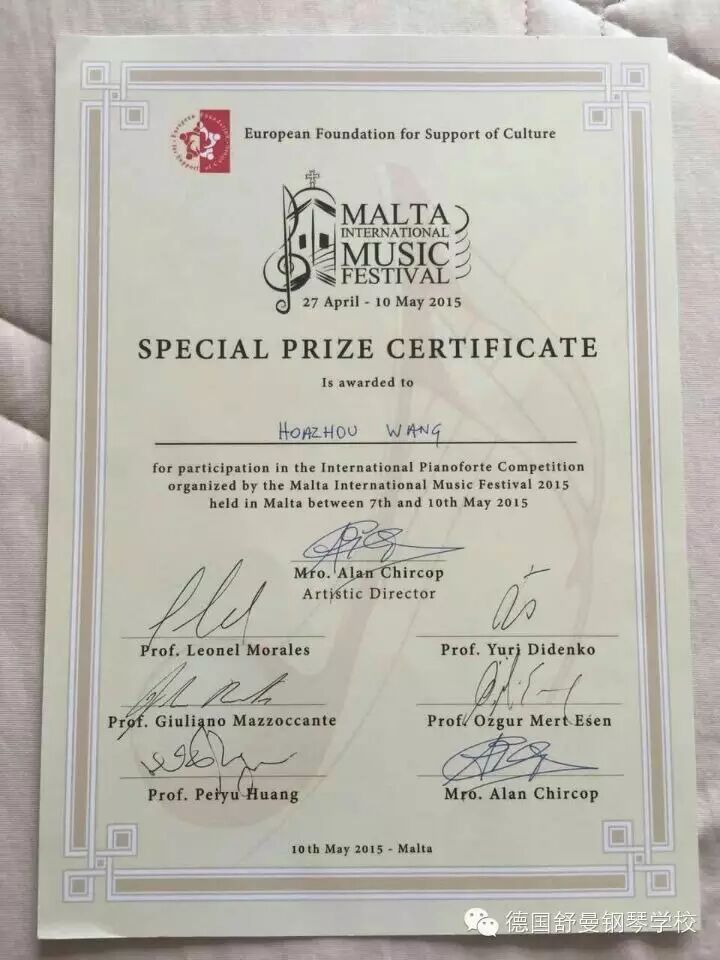 European Foundation for Support of Culture
MALTA
INTERNATIONAL
MUSIC
FESTIVAL
27 April - 10 May 2015
SPECIAL PRIZE CERTIFICATE
Is awarded to
HOAZHOU WANG
for participation in the International Pianoforte Competition
organized by the Malta International Music Festival 2015
held in Malta between 7th and 10th May 2015
Mro. Alan Chircop
Artistic Director
Prof. Leonel Morales
Prof. Yuri Didenko
Prof. Giuliano Mazzoccante
Prof. Ozgur Mert Esen
Prof. Peiyu Huang
Mro. Alan Chircop
10th May 2015 - Malta
德国舒曼钢琴学校